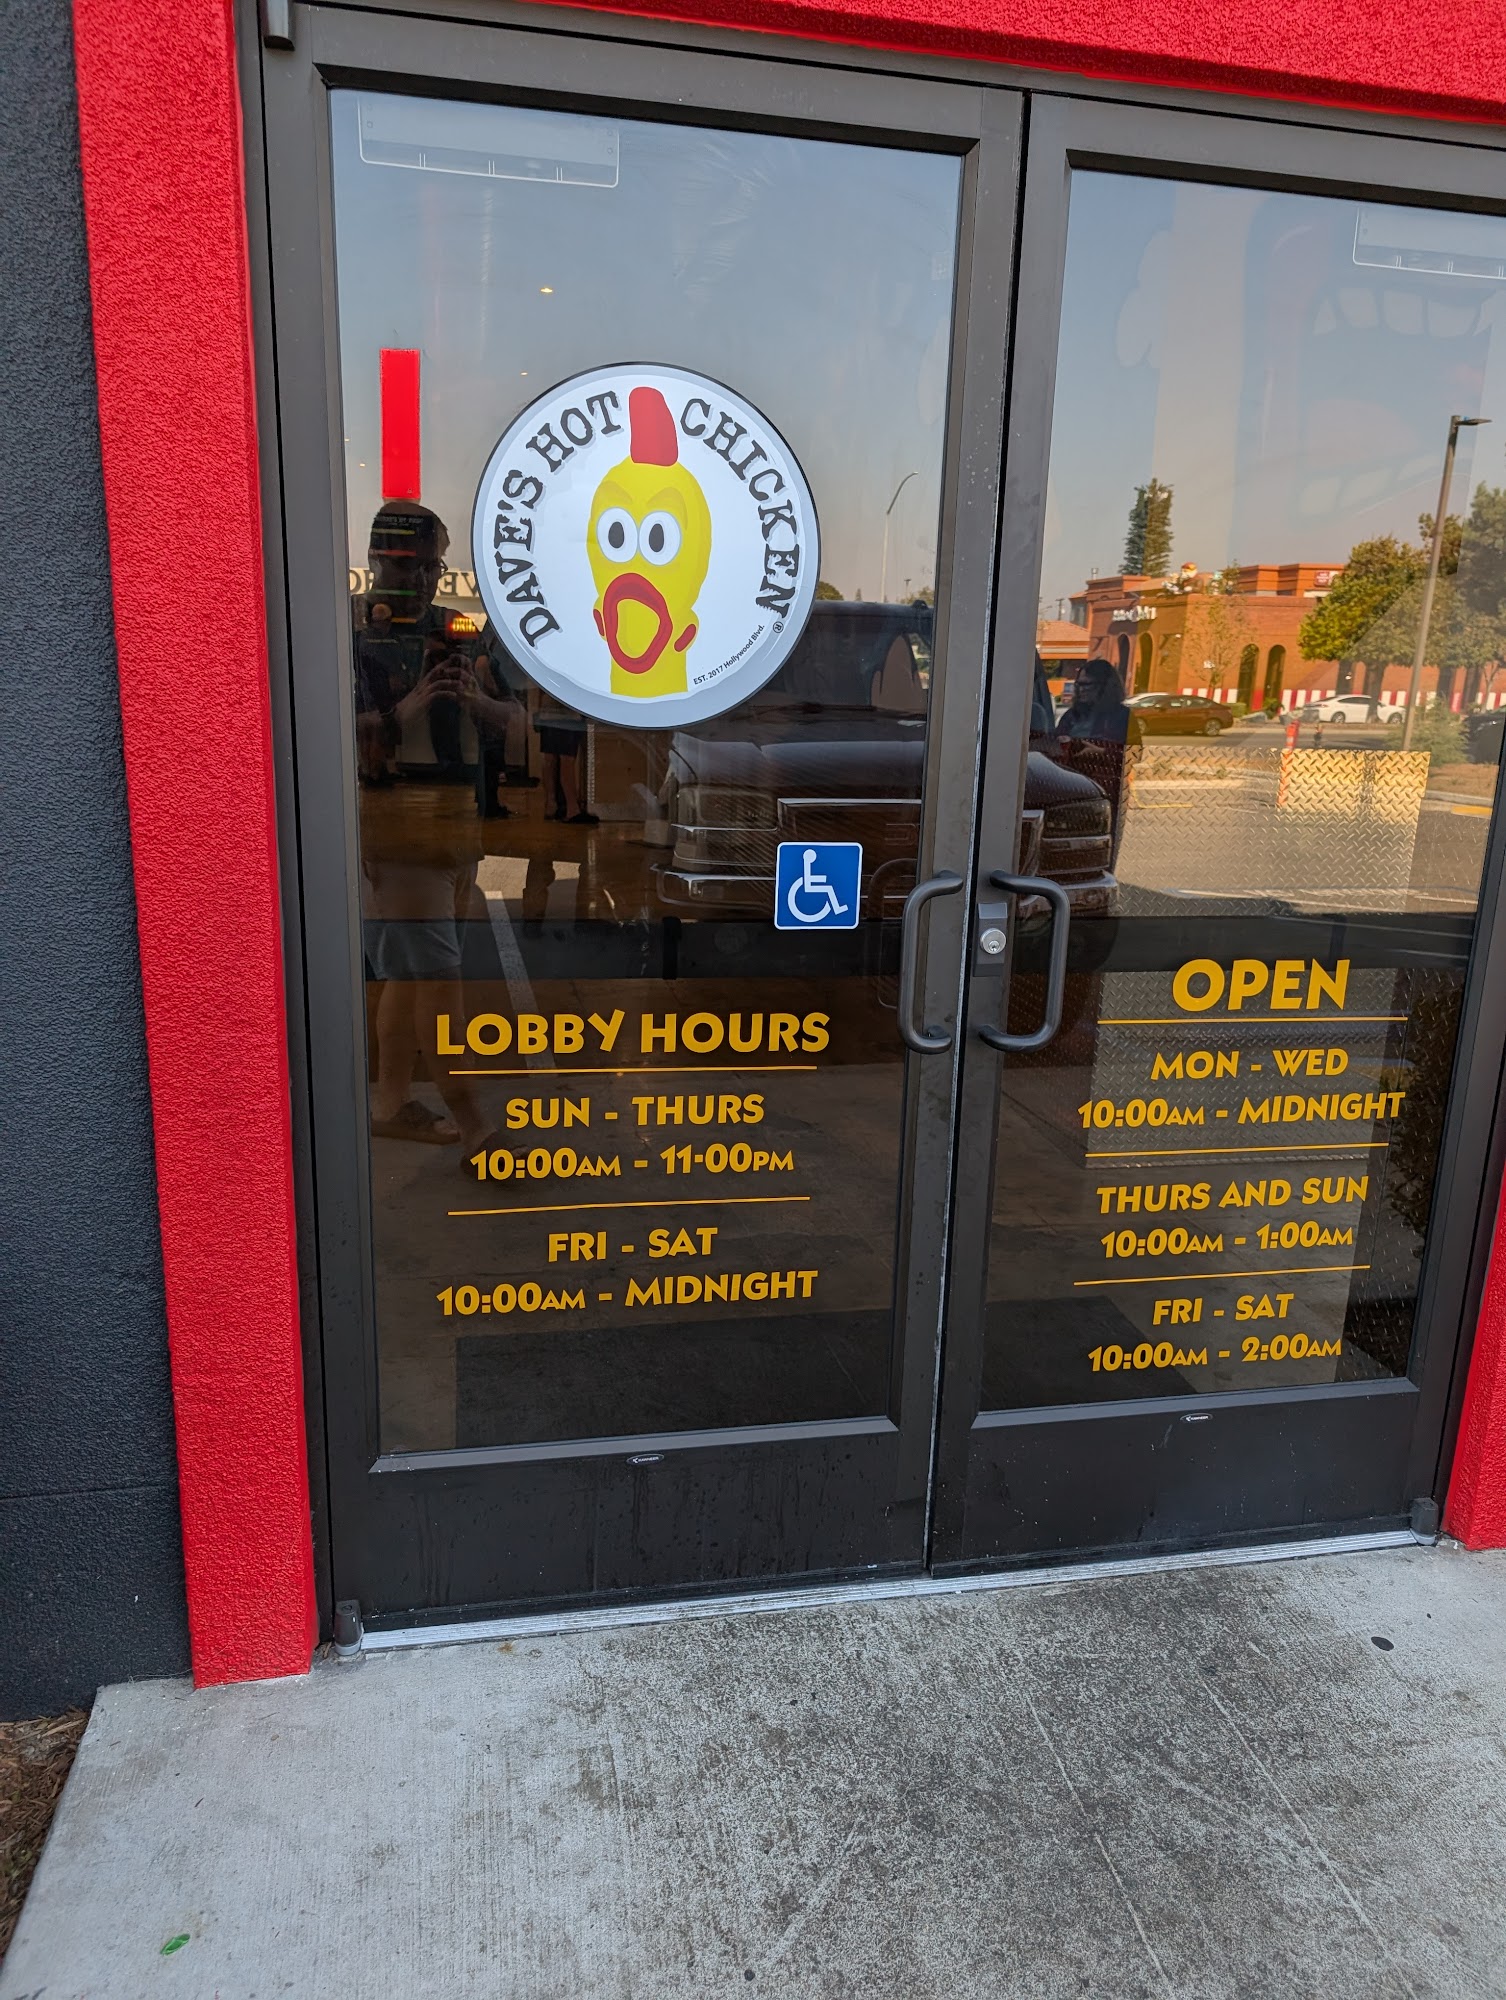 DAVE'S HOT CHICKEN®
EST. 2017 Hollywood Blvd.
LOBBY HOURS
SUN - THURS
10:00AM - 11:00PM
FRI - SAT
10:00AM - MIDNIGHT
OPEN
MON - WED
10:00AM - MIDNIGHT
THURS AND SUN
10:00AM - 1:00AM
FRI - SAT
10:00AM - 2:00AM
KAWNEER
KAWNEER